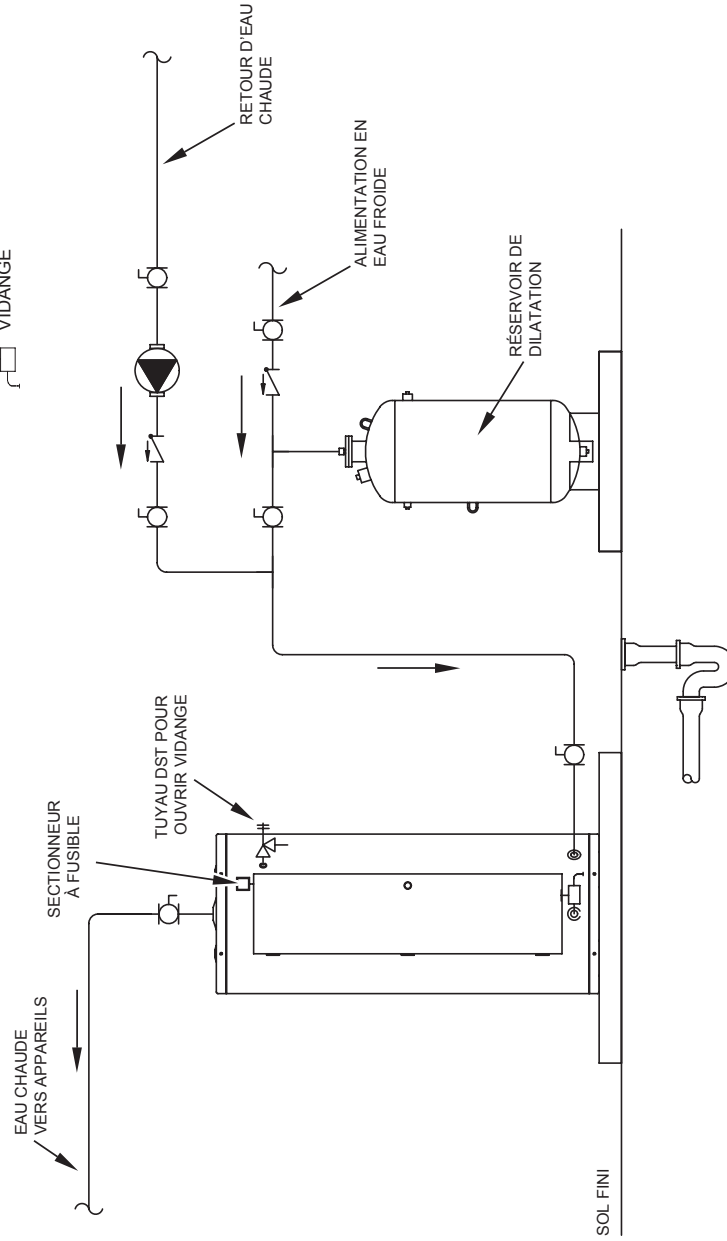 VIDANGE
RETOUR D'EAU
CHAUDE
ALIMENTATION EN
EAU FROIDE
RÉSERVOIR DE
DILATATION
TUYAU DST POUR
OUVRIR VIDANGE
SECTIONNEUR
À FUSIBLE
EAU CHAUDE
VERS APPAREILS
SOL FINI